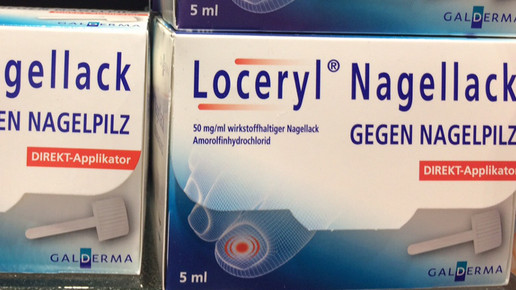 5 ml
GALDERMA
agellack
EN NAGELPILZ
DIREKT-Applikator
GALDERMA
Loceryl® Nagellack
50 mg/ml wirkstoffhaltiger Nagellack
Amorolfinhydrochlorid
GEGEN NAGELPILZ
DIREKT-Applikator
5 ml
GALDERMA